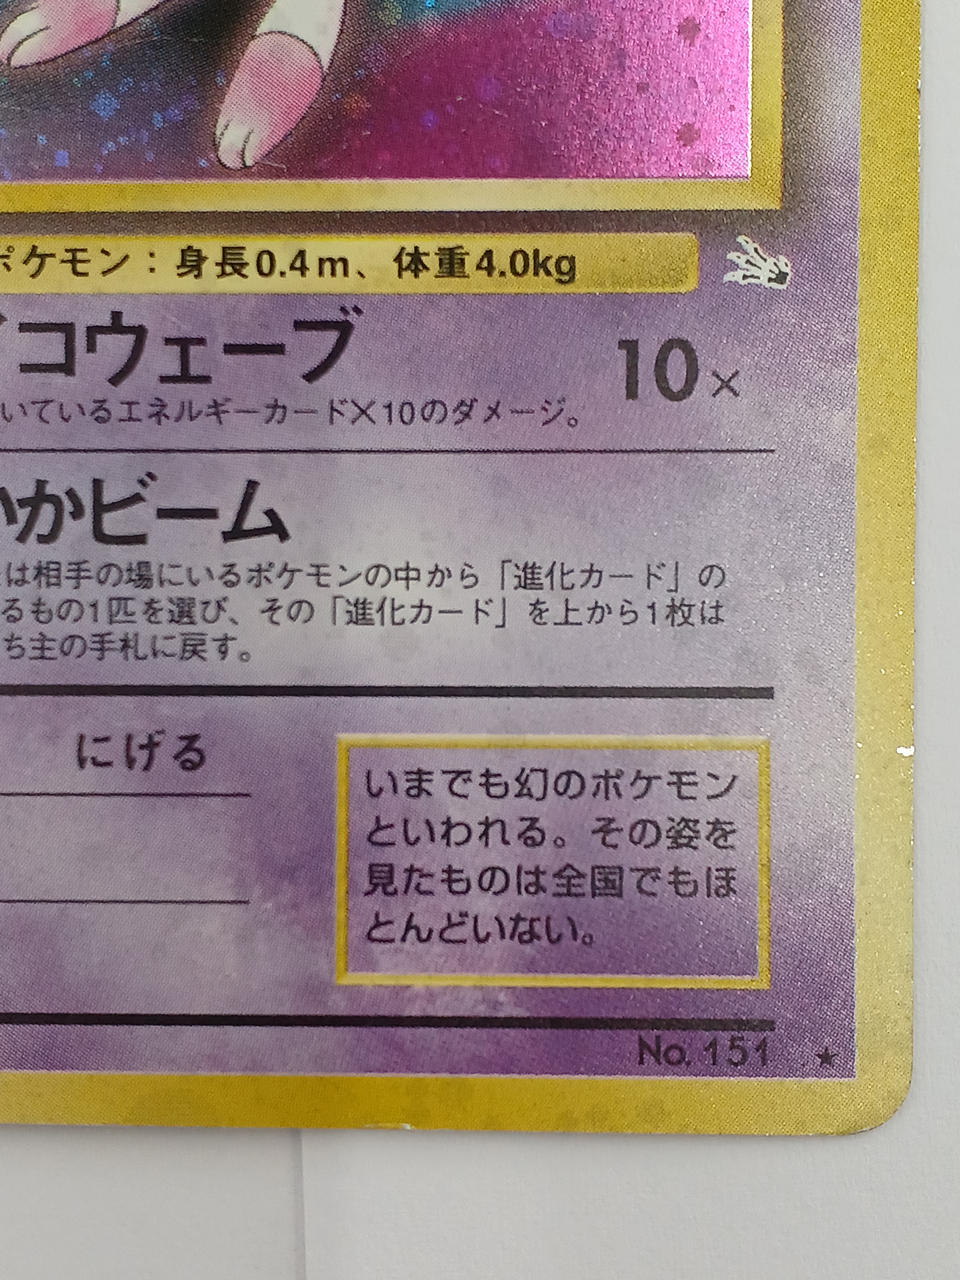 ポケモン：身長0.4m、体重4.0kg
コウェーブ
10×
いているエネルギーカード×10のダメージ。
かビーム
は相手の場にいるポケモンの中から「進化カード」の
るもの1匹を選び、その「進化カード」を上から1枚は
ち主の手札に戻す。
にげる
いまでも幻のポケモン
といわれる。その姿を
見たものは全国でもほ
とんどいない。
No. 151 ★